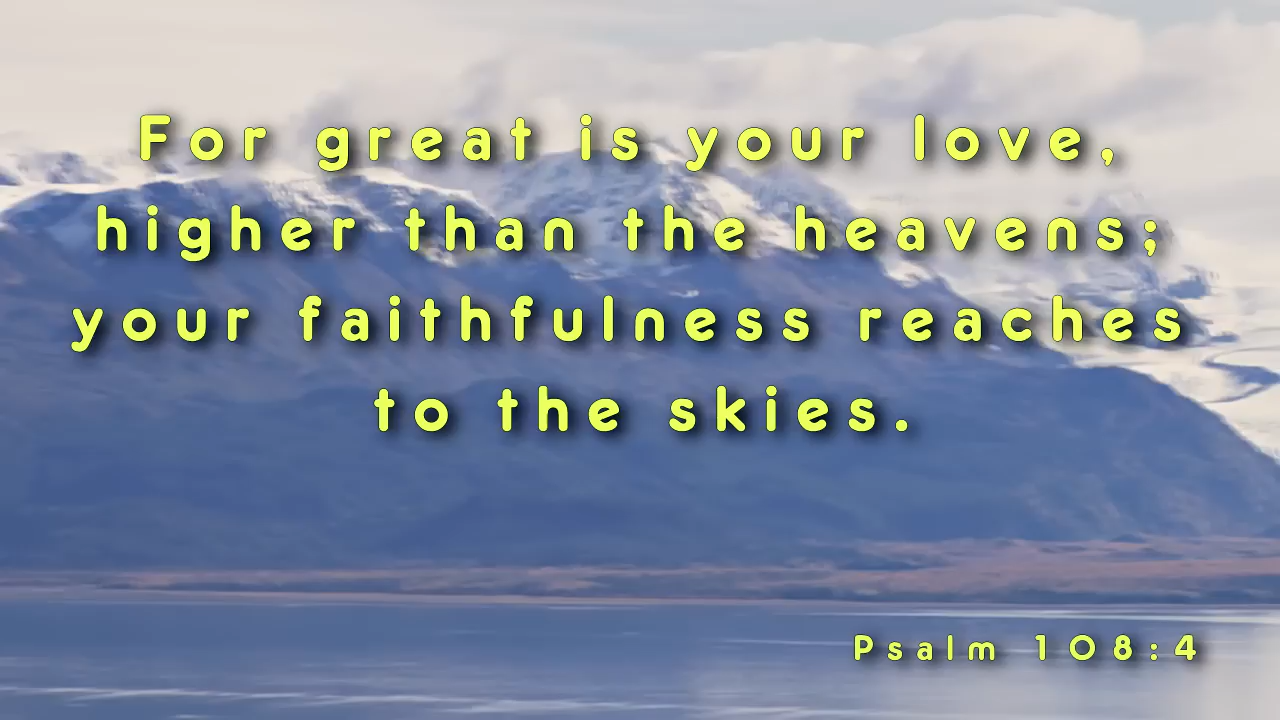 For great is your love,
higher than the heavens;
your faithfulness reaches
to the skies.
Psalm 108:4